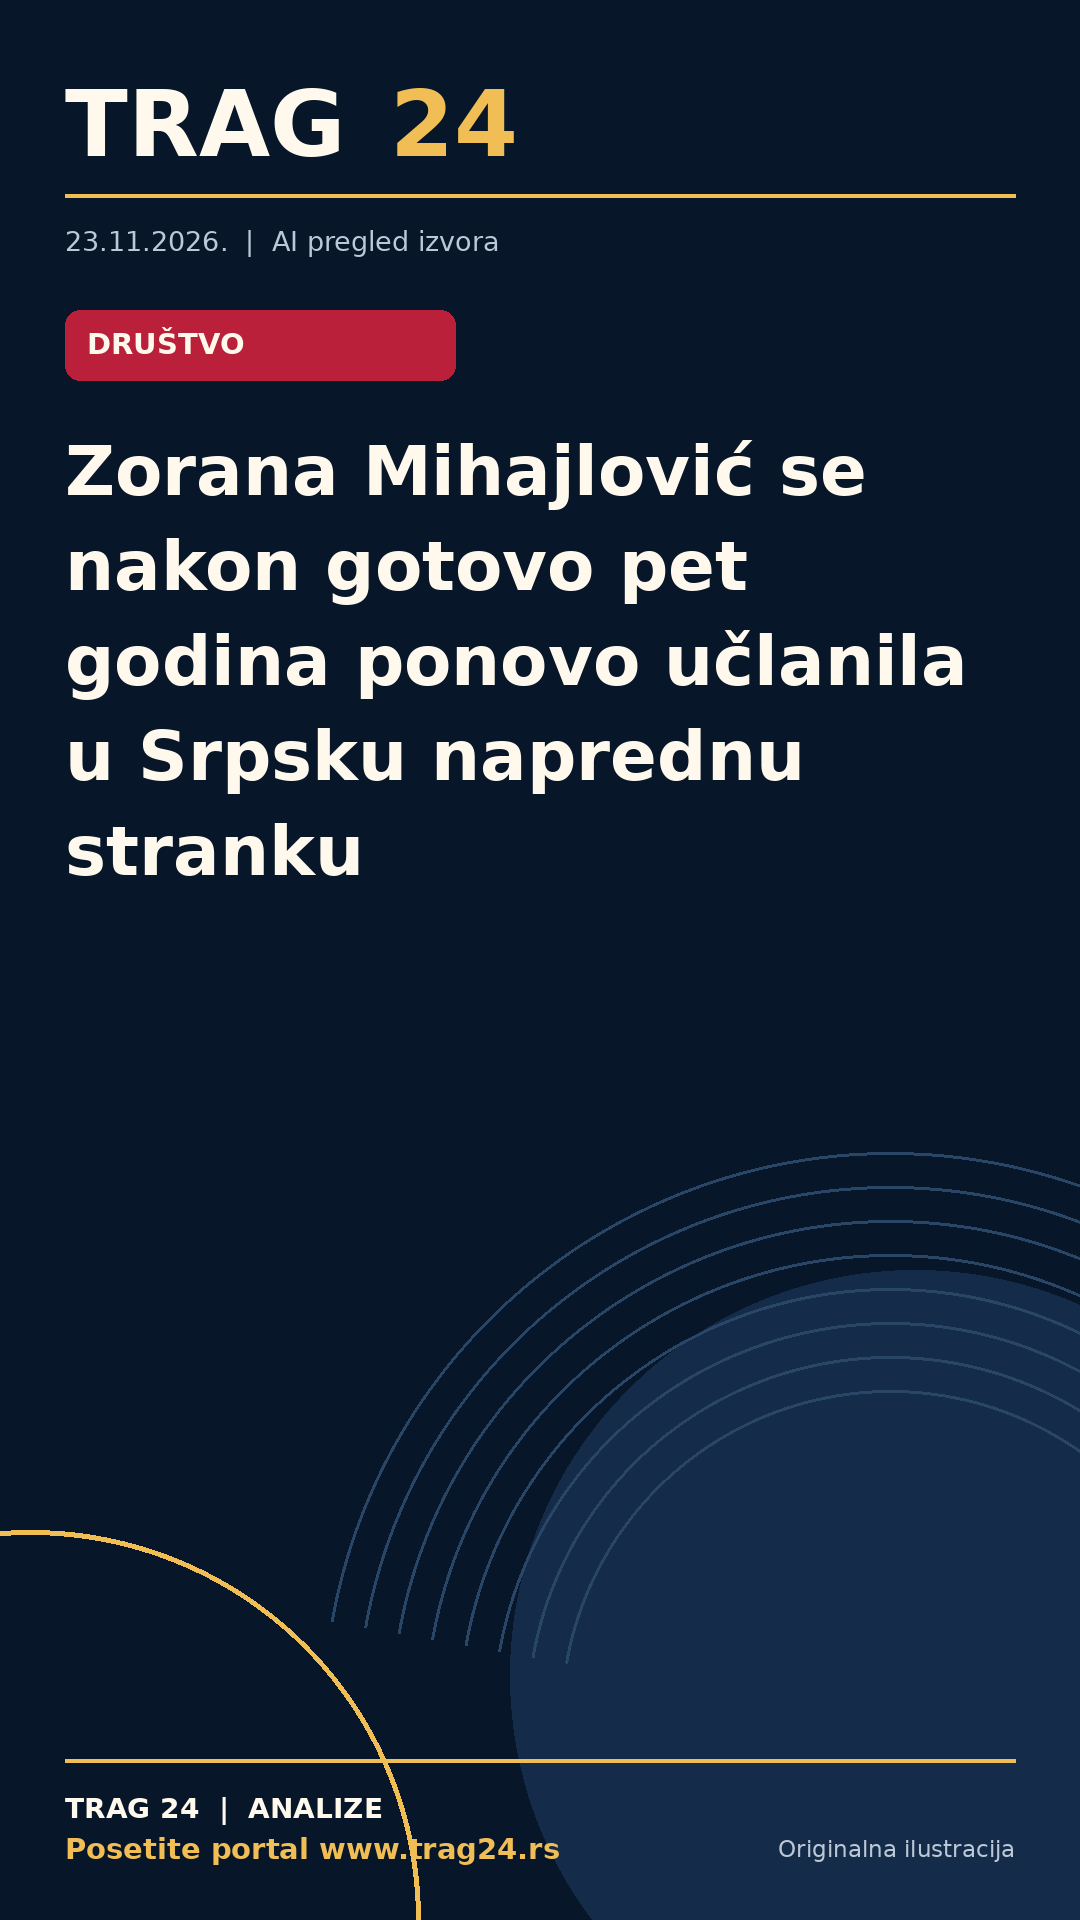 TRAG 24
23.11.2026. | AI pregled izvora
DRUŠTVO
Zorana Mihajlović se
nakon gotovo pet
godina ponovo učlanila
u Srpsku naprednu
stranku
TRAG 24 | ANALIZE
Posetite portal www.trag24.rs
Originalna ilustracija